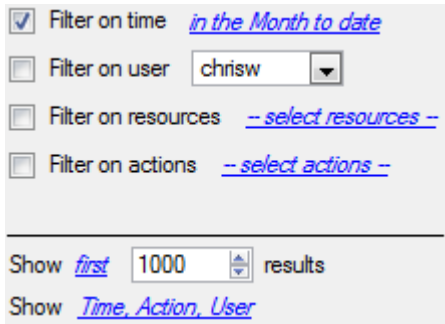 Filter on time in the Month to date
Filter on user chrisw
Filter on resources -- select resources --
Filter on actions -- select actions --
Show first 1000 results
Show Time, Action, User